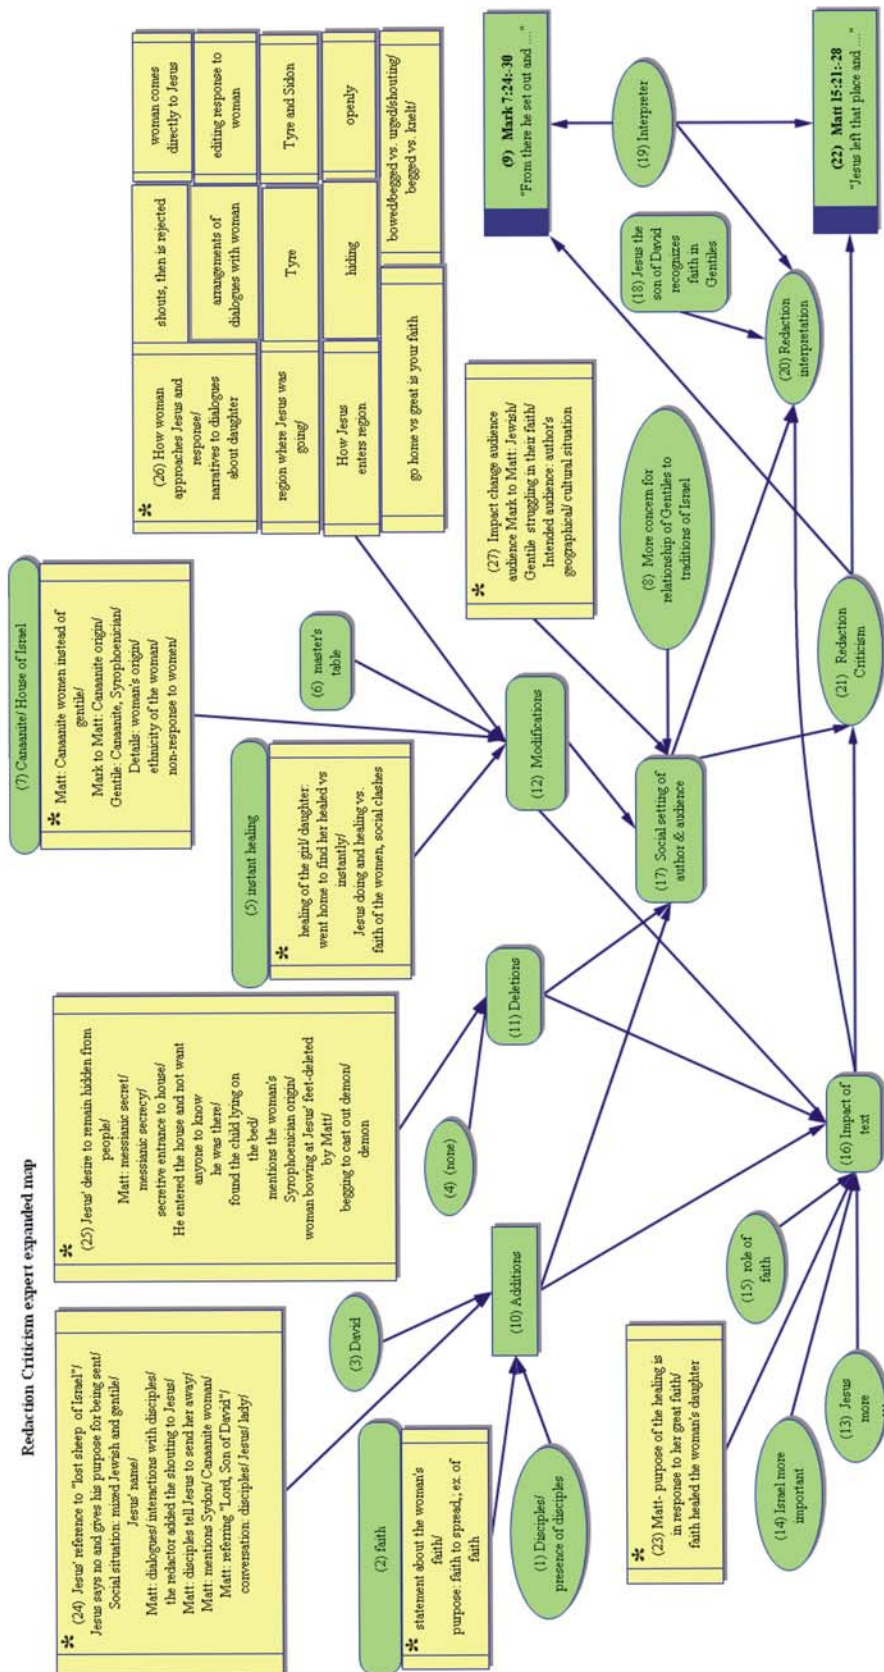 Redaction Criticism expert expanded map
*
(24) Jesus' reference to "lost sheep of Israel"/
Jesus says no and gives his purpose for being sent/
Social situation: mixed Jewish and gentile/
Jesus' name/
Matt: dialogues/ interactions with disciples/
the redactor added the shouting to Jesus/
Matt: disciples tell Jesus to send her away/
Matt: mentions Sydon/ Canaanite woman/
Matt: referring "Lord, Son of David"/
conversation: disciples/ Jesus/ lady/
*
(25) Jesus' desire to remain hidden from
people/
Matt: messianic secret/
messianic secrecy/
secretive entrance to house/
He entered the house and not want
anyone to know
he was there/
found the child lying on
the bed/
mentions the woman's
Syrophoenician origin/
woman bowing at Jesus' feet-deleted
by Matt/
begging to cast out demon/
demon
(7) Canaanite/ House of Israel
*
Matt: Canaanite women instead of
gentile/
Mark to Matt: Canaanite origin/
Gentile: Canaanite, Syrophoenician/
Details: woman's origin/
ethnicity of the woman/
non-response to women/
*
(26) How woman
approaches Jesus and
response/
narratives to dialogues
about daughter
shouts, then is rejected
woman comes
directly to Jesus
arrangements of
dialogues with woman
editing response to
woman
region where Jesus was
going/
Tyre
Tyre and Sidon
How Jesus
enters region
hiding
openly
go home vs great is your faith
bowed/begged vs. urged/shouting/
begged vs. knelt/
(2) faith
*
statement about the woman's
faith/
purpose: faith to spread,, ex. of
faith
(3) David
(4) (none)
(5) instant healing
*
healing of the girl/ daughter:
went home to find her healed vs
instantly/
Jesus doing and healing vs.
faith of the women, social clashes
(6) master's
table
(1) Disciples/
presence of disciples
(10) Additions
(11) Deletions
(12) Modifications
*
(27) Impact change audience
audience Mark to Matt: Jewish/
Gentile struggling in their faith/
Intended audience: author's
geographical/ cultural situation
(8) More concern for
relationship of Gentiles to
traditions of Israel
(17) Social setting of
author & audience
*
(23) Matt- purpose of the healing is
in response to her great faith/
faith healed the woman's daughter
(14) Israel more
important
(13) Jesus
more
(15) role of
faith
(16) Impact of
text
(21) Redaction
Criticism
(20) Redaction
interpretation
(18) Jesus the
son of David
recognizes
faith in
Gentiles
(19) Interpreter
(9) Mark 7:24:-30
"From there he set out and ...."
(22) Matt 15:21:-28
"Jesus left that place and ...."